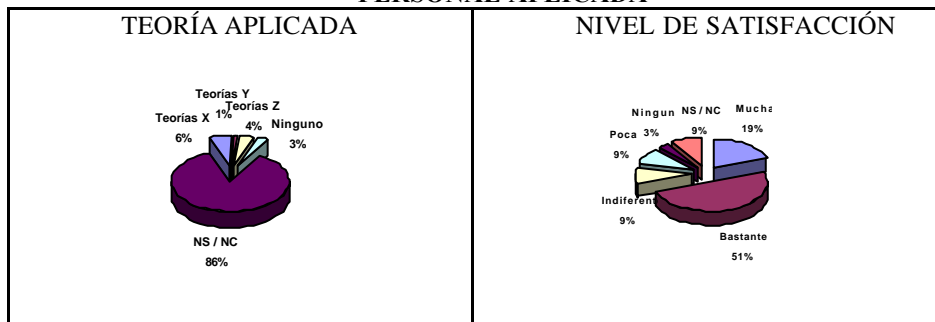 PERSONAL APLICADA
TEORÍA APLICADA
Teorías Y
1%
Teorías Z
4%
Teorías X
6%
Ninguno
3%
NS / NC
86%
NIVEL DE SATISFACCIÓN
Ningun
3%
NS / NC
9%
Mucha
19%
Poca
9%
Indiferent
9%
Bastante
51%